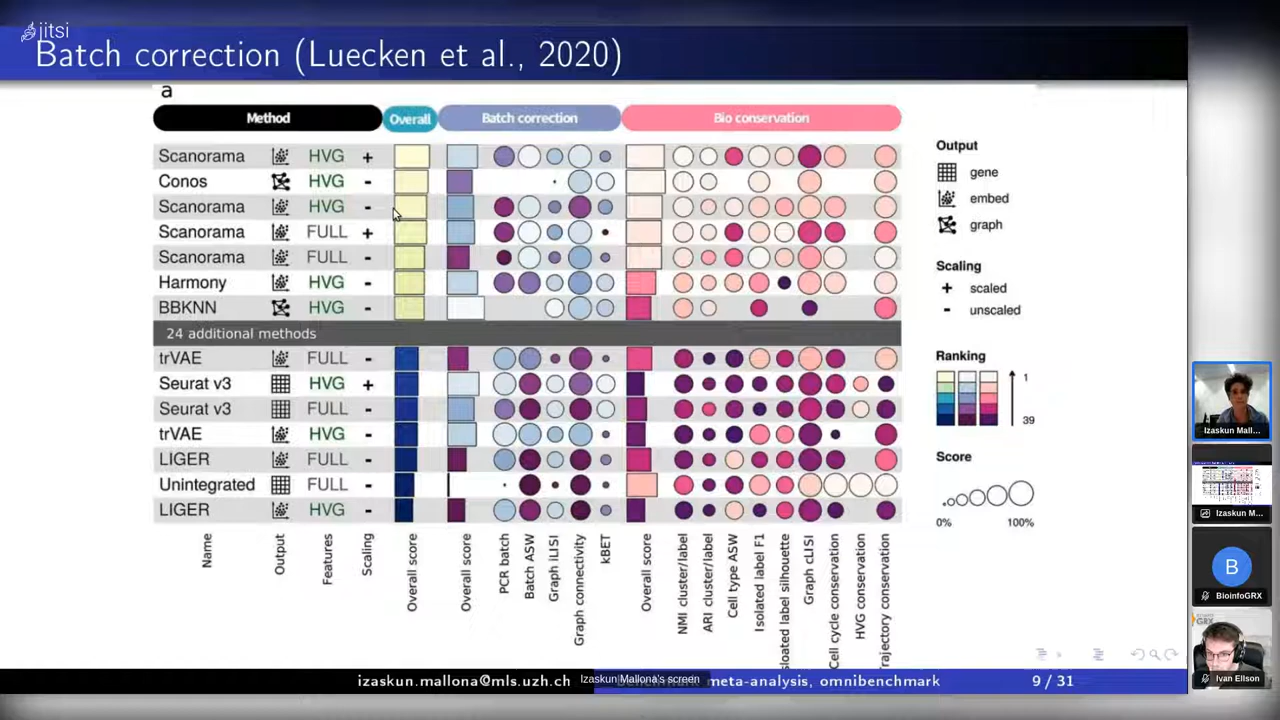 jitsi
Batch correction (Luecken et al., 2020)
a
Method Overall Batch correction Bio conservation
Scanorama HVG +
Conos HVG -
Scanorama HVG -
Scanorama FULL +
Scanorama FULL -
Harmony HVG -
BBKNN HVG -
24 additional methods
trVAE FULL -
Seurat v3 HVG +
Seurat v3 FULL -
trVAE HVG -
LIGER FULL -
Unintegrated FULL -
LIGER HVG -
Name
Output
Features
Scaling
Overall score
Overall score
PCR batch
Batch ASW
Graph iLISI
Graph connectivity
kBET
Overall score
NMI cluster/label
ARI cluster/label
Cell type ASW
Isolated label F1
sloated label silhouette
Graph cLISI
Cell cycle conservation
HVG conservation
rajectory conservation
Output
gene
embed
graph
Scaling
+ scaled
- unscaled
Ranking
1
39
Score
0% 100%
izaskun.mallona@mls.uzh.ch
Izaskun Mallona's screen
meta-analysis, omnibenchmark
9 / 31
Izaskun Mall...
Izaskun M...
B
BioinfoGRX
GRX
Ivan Ellson